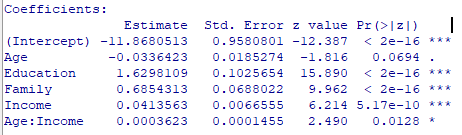 Coefficients:
Estimate Std. Error z value Pr(>|z|)
(Intercept) -11.8680513 0.9580801 -12.387 < 2e-16 ***
Age -0.0336423 0.0185274 -1.816 0.0694 .
Education 1.6298109 0.1025654 15.890 < 2e-16 ***
Family 0.6854313 0.0688022 9.962 < 2e-16 ***
Income 0.0413563 0.0066555 6.214 5.17e-10 ***
Age:Income 0.0003623 0.0001455 2.490 0.0128 *